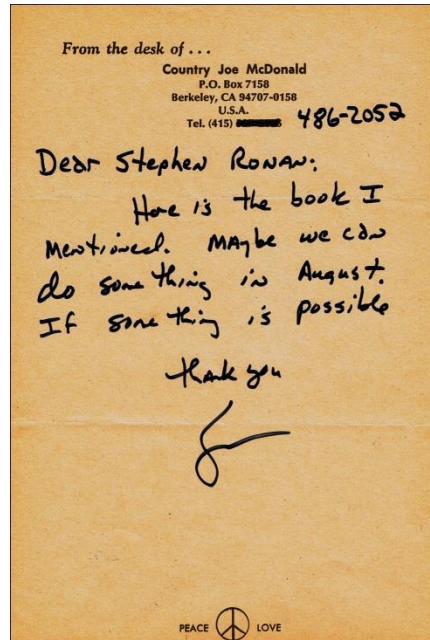 From the desk of . . .
Country Joe McDonald
P.O. Box 7158
Berkeley, CA 94707-0158
U.S.A.
Tel. (415) 486-2052
Dear Stephen Ronan:
Here is the book I
Mentioned. Maybe we can
do something in August.
If something is possible
thank you
PEACE LOVE